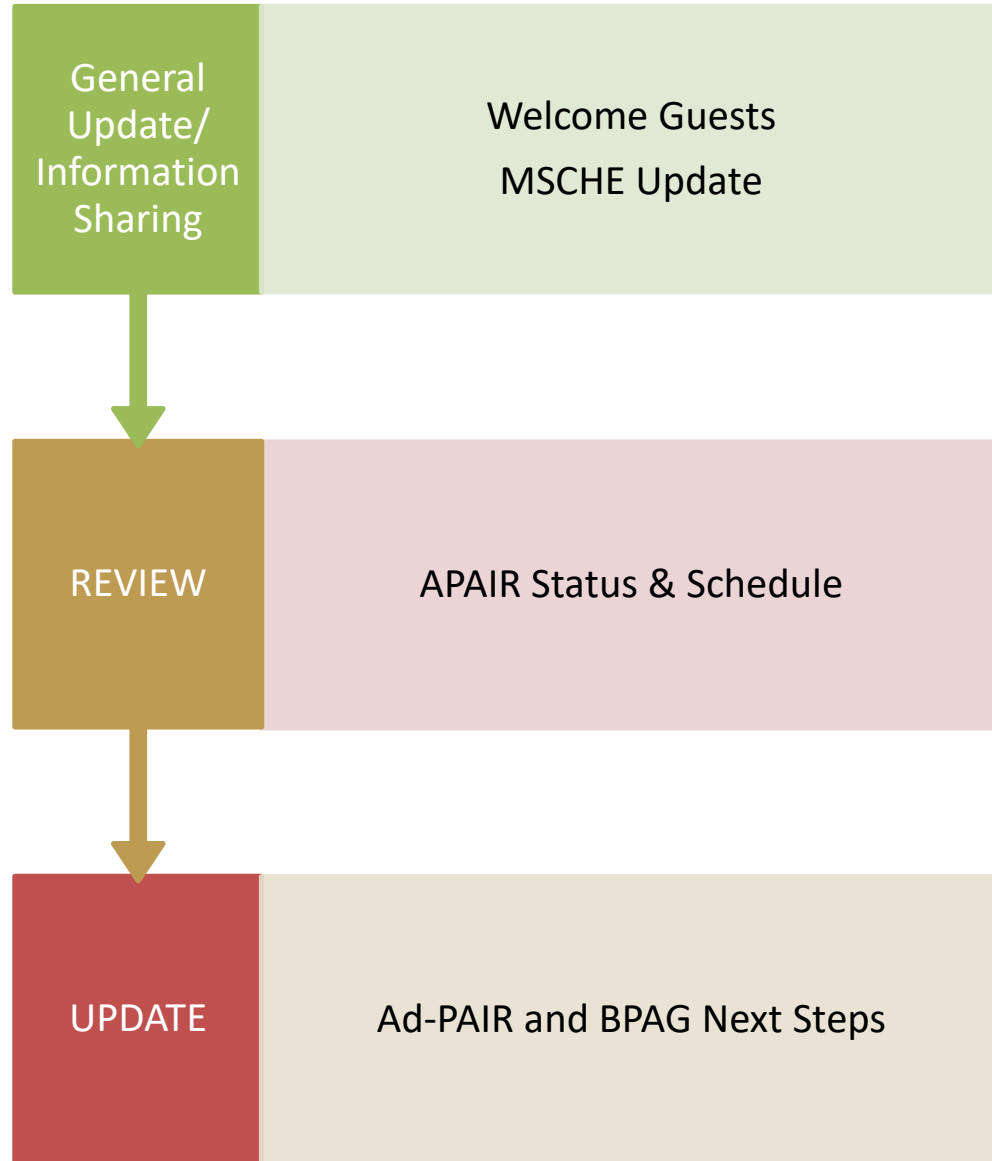 General
Update/
Information
Sharing
Welcome Guests
MSCHE Update
REVIEW
APAIR Status & Schedule
UPDATE
Ad-PAIR and BPAG Next Steps